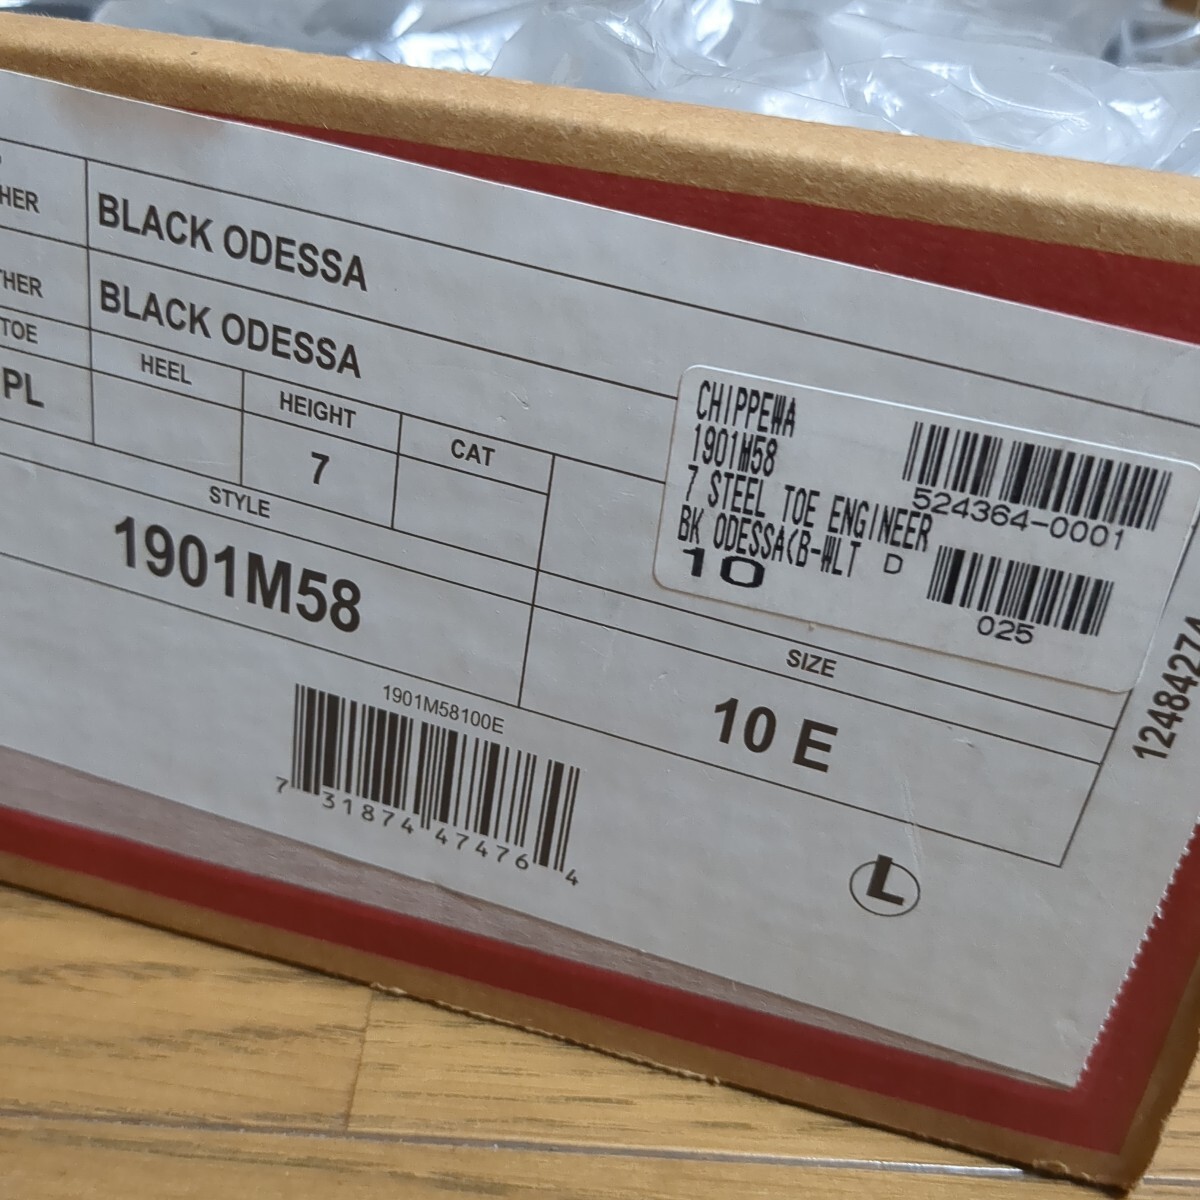 HER
BLACK ODESSA
THER
BLACK ODESSA
TOE
HEEL
HEIGHT
CAT
PL
7
STYLE
1901M58
CHIPPEWA
1901M58
7 STEEL TOE ENGINEER
BK ODESSA(B-WLT D
10
524364-0001
025
SIZE
10 E
1901M58100E
7 31874 47476 4
L
12484274